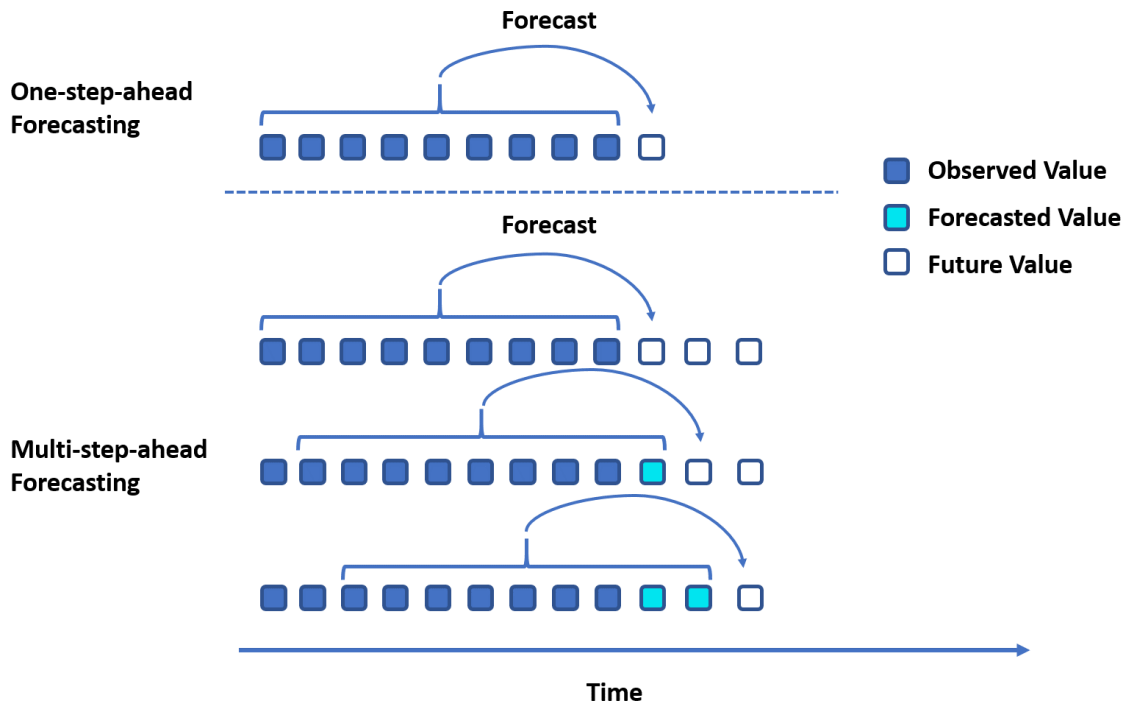 Forecast
One-step-ahead
Forecasting
Observed Value
Forecasted Value
Future Value
Forecast
Multi-step-ahead
Forecasting
Time